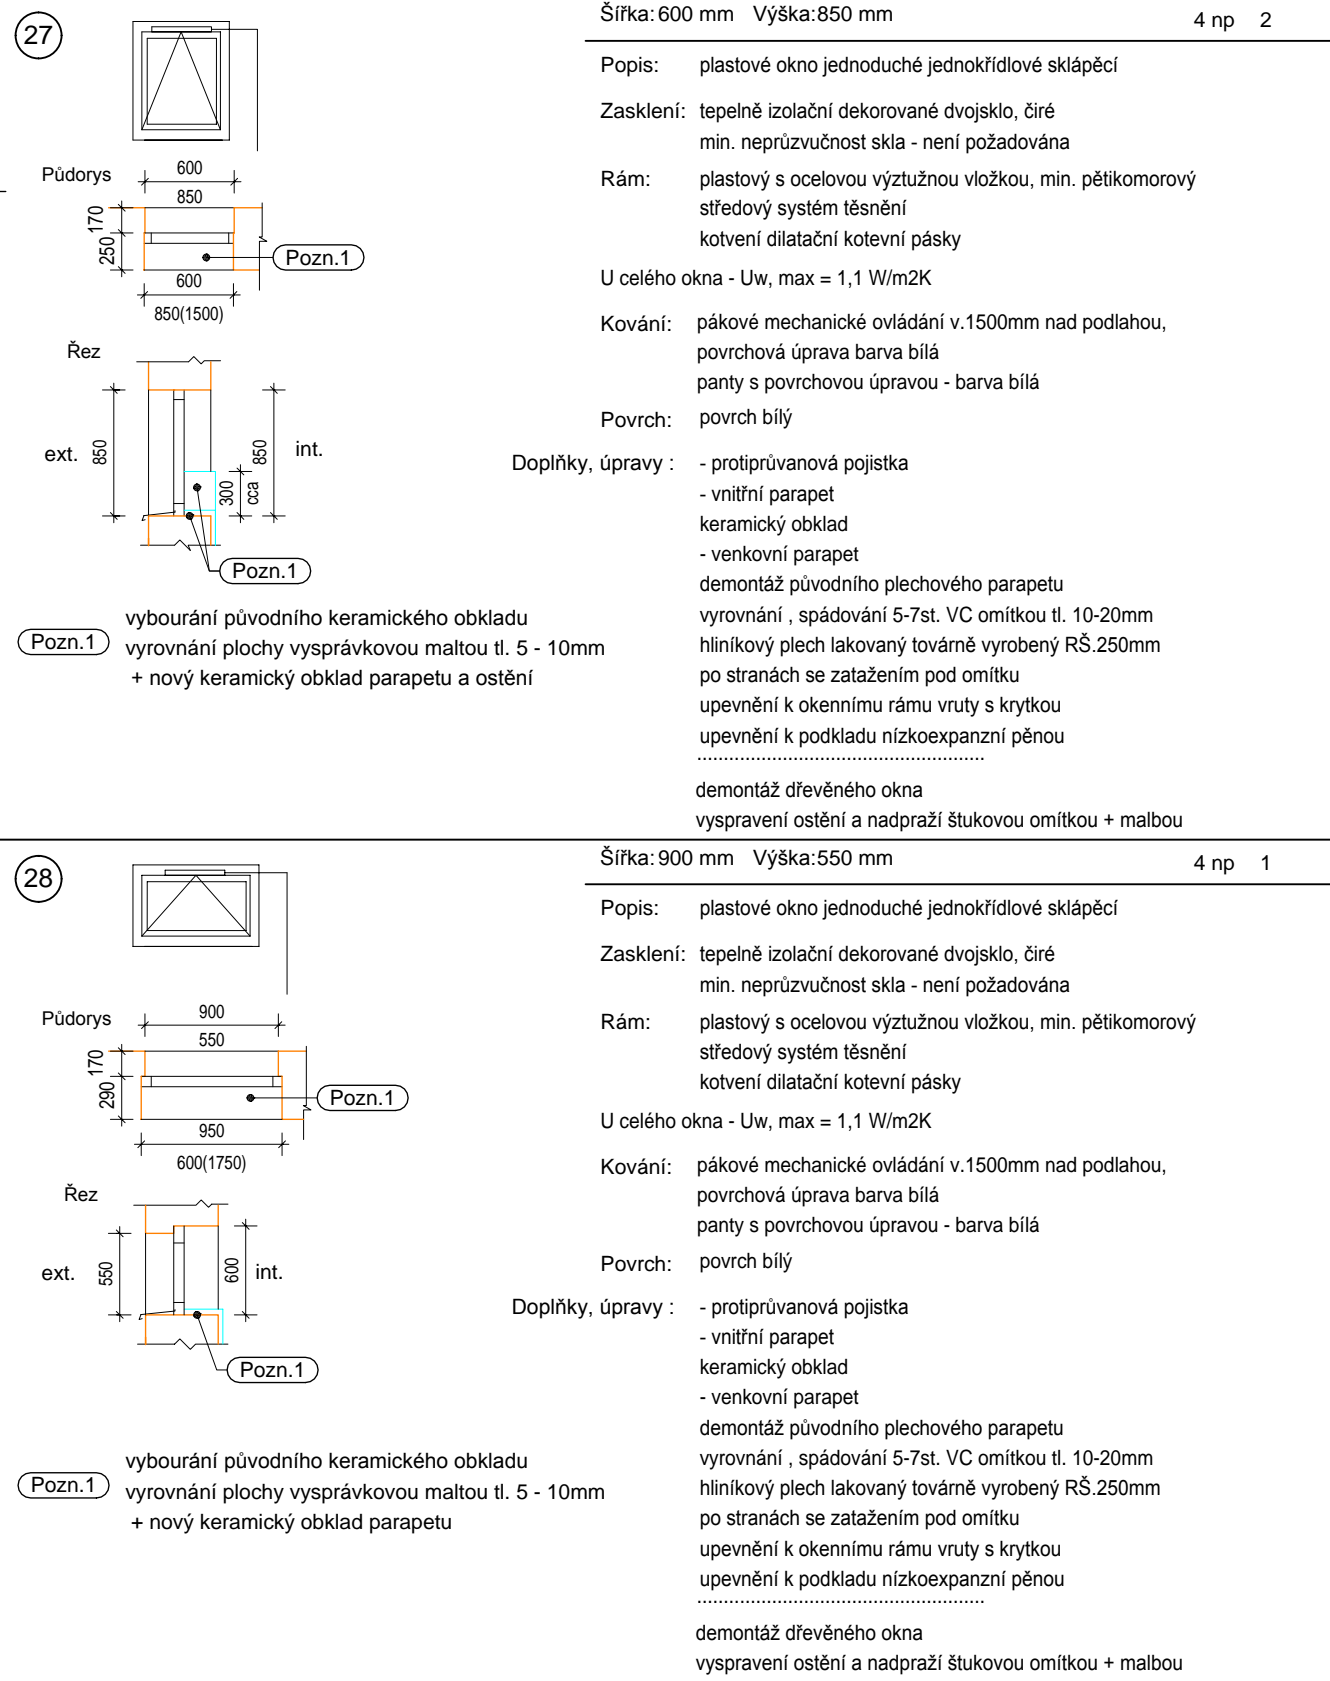 27
Šířka: 600 mm Výška: 850 mm 4 np 2
Popis: plastové okno jednoduché jednokřídlové sklápěcí
Zasklení: tepelně izolační dekorované dvojsklo, čiré
min. neprůzvučnost skla - není požadována
Rám: plastový s ocelovou výztužnou vložkou, min. pětikomorový
středový systém těsnění
kotvení dilatační kotevní pásky
U celého okna - Uw, max = 1,1 W/m2K
Kování: pákové mechanické ovládání v.1500mm nad podlahou,
povrchová úprava barva bílá
panty s povrchovou úpravou - barva bílá
Povrch: povrch bílý
Doplňky, úpravy : - protiprůvanová pojistka
- vnitřní parapet
keramický obklad
- venkovní parapet
demontáž původního plechového parapetu
vyrovnání , spádování 5-7st. VC omítkou tl. 10-20mm
hliníkový plech lakovaný továrně vyrobený RŠ.250mm
po stranách se zatažením pod omítku
upevnění k okennímu rámu vruty s krytkou
upevnění k podkladu nízkoexpanzní pěnou
demontáž dřevěného okna
vyspravení ostění a nadpraží štukovou omítkou + malbou
Půdorys
600
850
170
250
Pozn.1
600
850(1500)
Řez
ext.
850
850
int.
300
cca
Pozn.1
Pozn.1
vybourání původního keramického obkladu
vyrovnání plochy vysprávkovou maltou tl. 5 - 10mm
+ nový keramický obklad parapetu a ostění
28
Šířka: 900 mm Výška: 550 mm 4 np 1
Popis: plastové okno jednoduché jednokřídlové sklápěcí
Zasklení: tepelně izolační dekorované dvojsklo, čiré
min. neprůzvučnost skla - není požadována
Rám: plastový s ocelovou výztužnou vložkou, min. pětikomorový
středový systém těsnění
kotvení dilatační kotevní pásky
U celého okna - Uw, max = 1,1 W/m2K
Kování: pákové mechanické ovládání v.1500mm nad podlahou,
povrchová úprava barva bílá
panty s povrchovou úpravou - barva bílá
Povrch: povrch bílý
Doplňky, úpravy : - protiprůvanová pojistka
- vnitřní parapet
keramický obklad
- venkovní parapet
demontáž původního plechového parapetu
vyrovnání , spádování 5-7st. VC omítkou tl. 10-20mm
hliníkový plech lakovaný továrně vyrobený RŠ.250mm
po stranách se zatažením pod omítku
upevnění k okennímu rámu vruty s krytkou
upevnění k podkladu nízkoexpanzní pěnou
demontáž dřevěného okna
vyspravení ostění a nadpraží štukovou omítkou + malbou
Půdorys
900
550
170
290
Pozn.1
950
600(1750)
Řez
ext.
550
600
int.
Pozn.1
Pozn.1
vybourání původního keramického obkladu
vyrovnání plochy vysprávkovou maltou tl. 5 - 10mm
+ nový keramický obklad parapetu